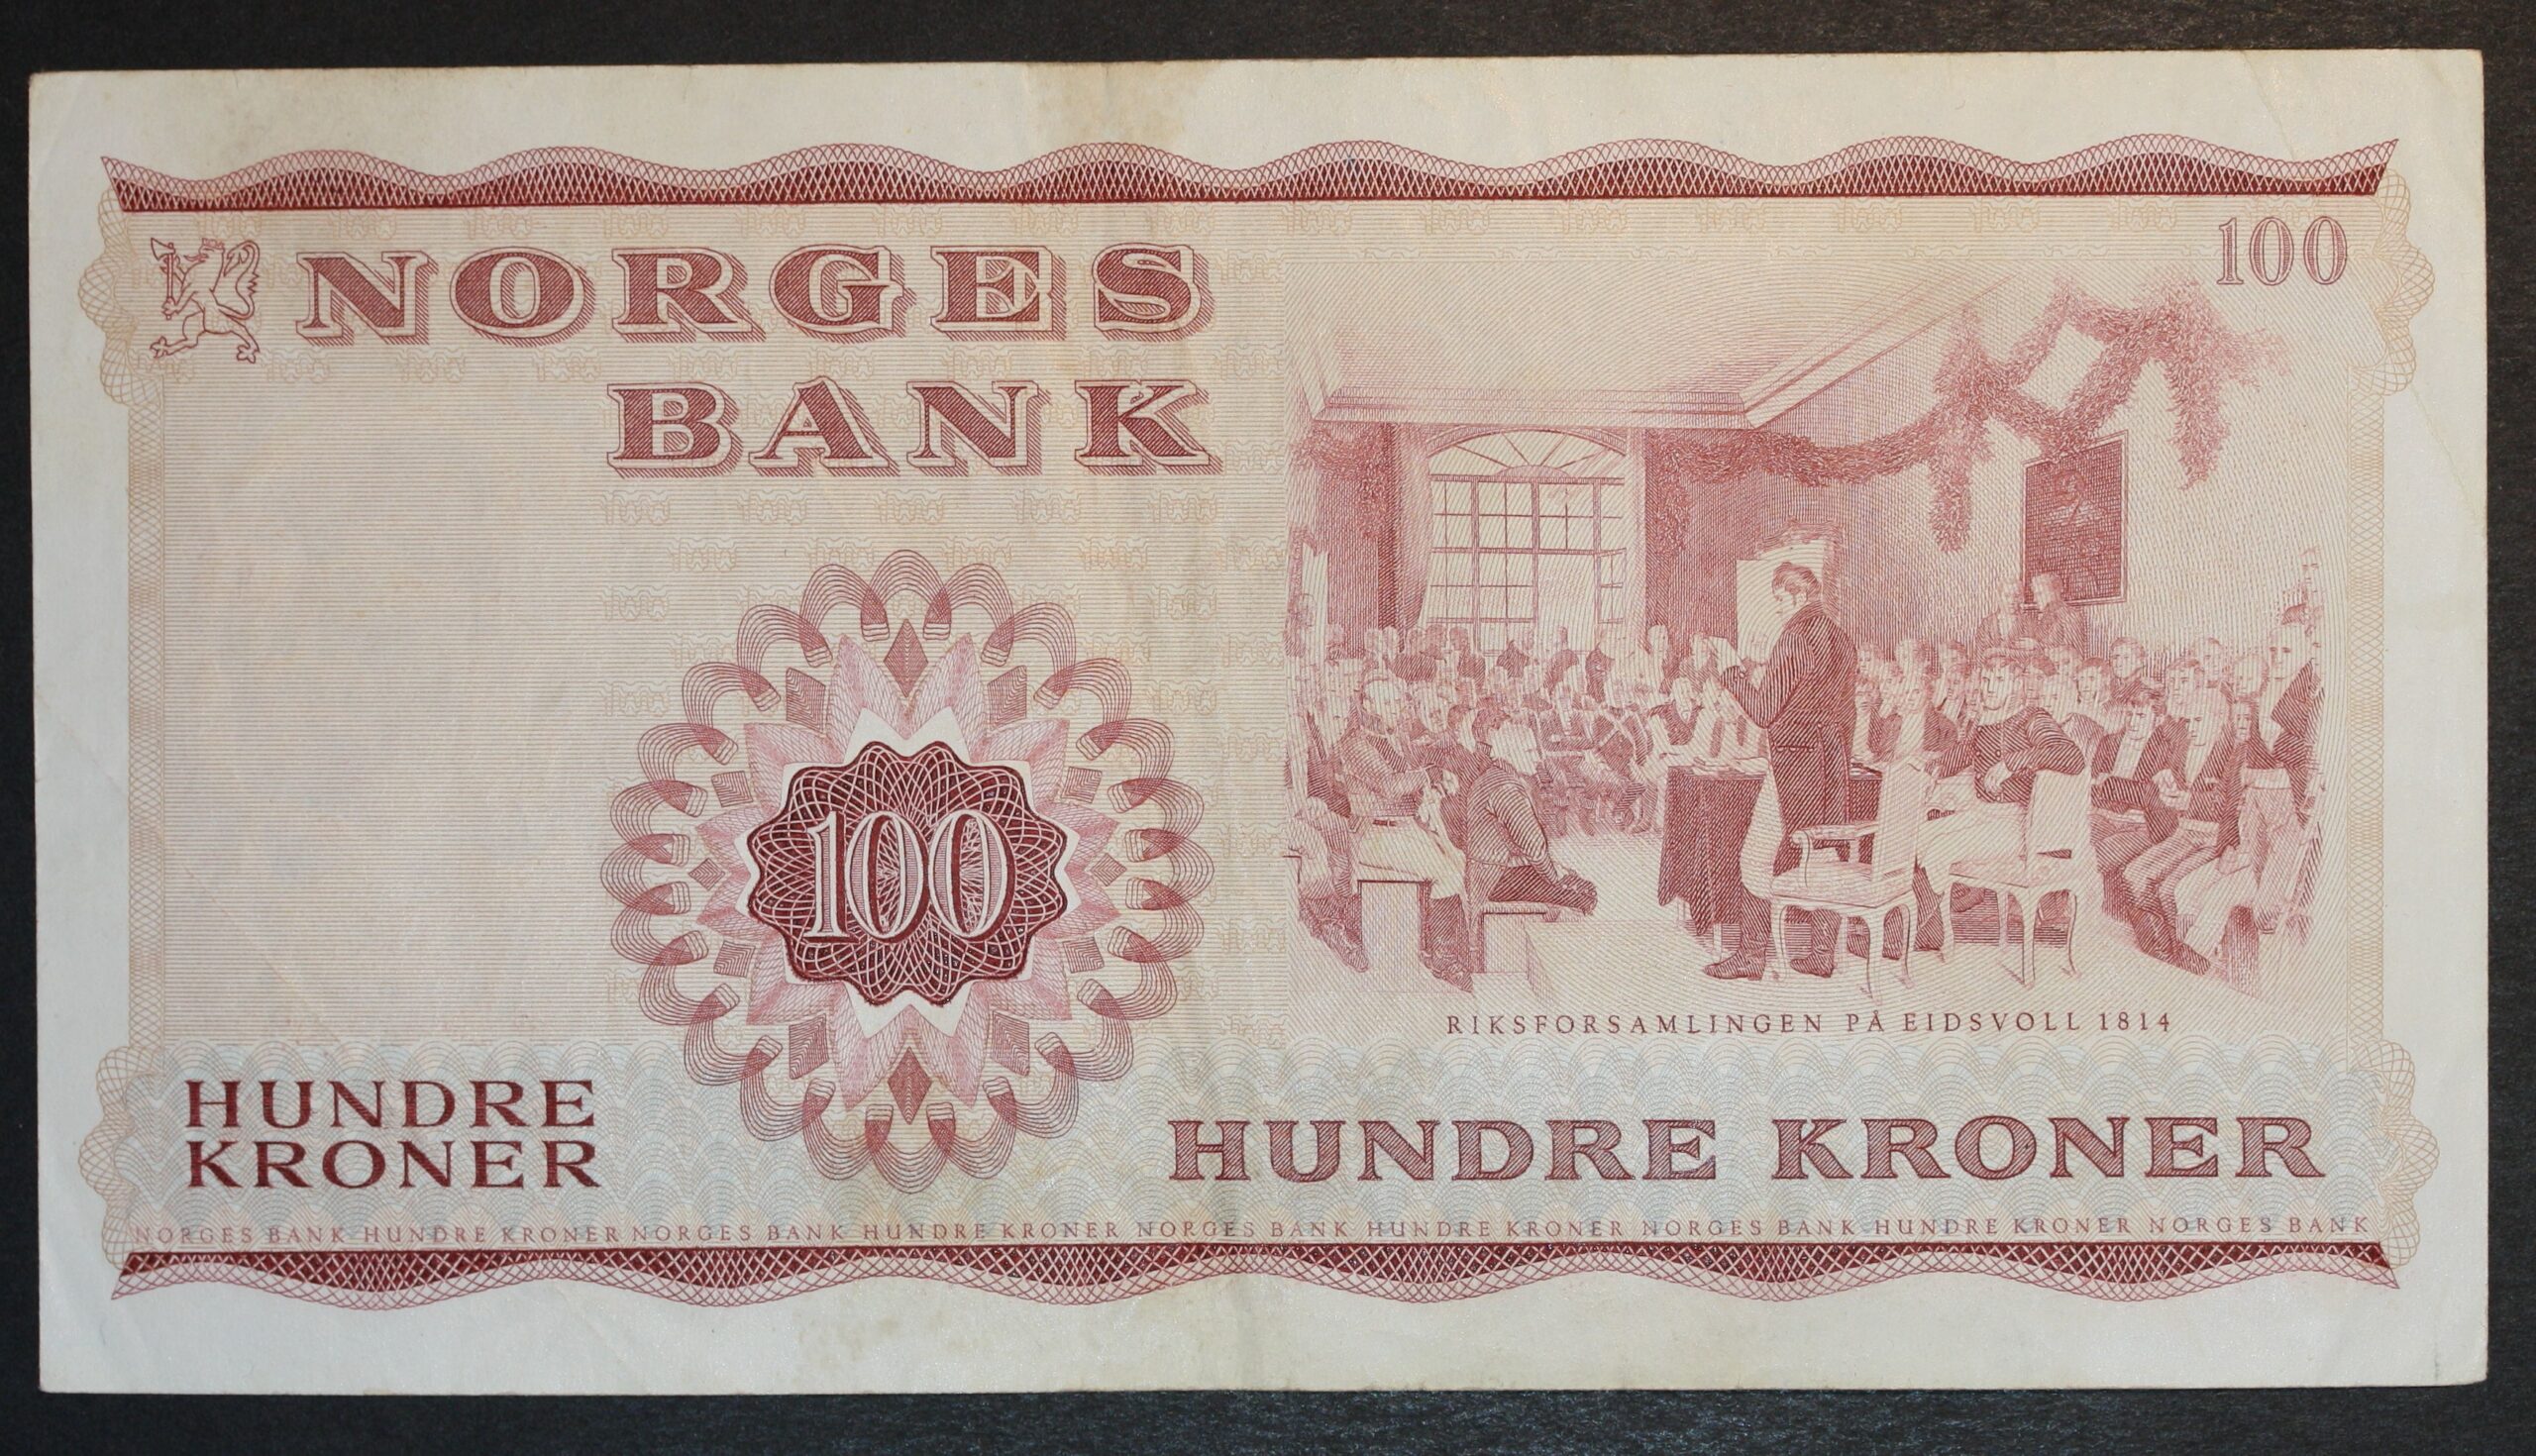 NORGES
BANK
100
100
RIKSFORSAMLINGEN PÅ EIDSVOLL 1814
HUNDRE
KRONER
HUNDRE KRONER
NORGES BANK HUNDRE KRONER NORGES BANK HUNDRE KRONER NORGES BANK HUNDRE KRONER NORGES BANK HUNDRE KRONER NORGES BANK